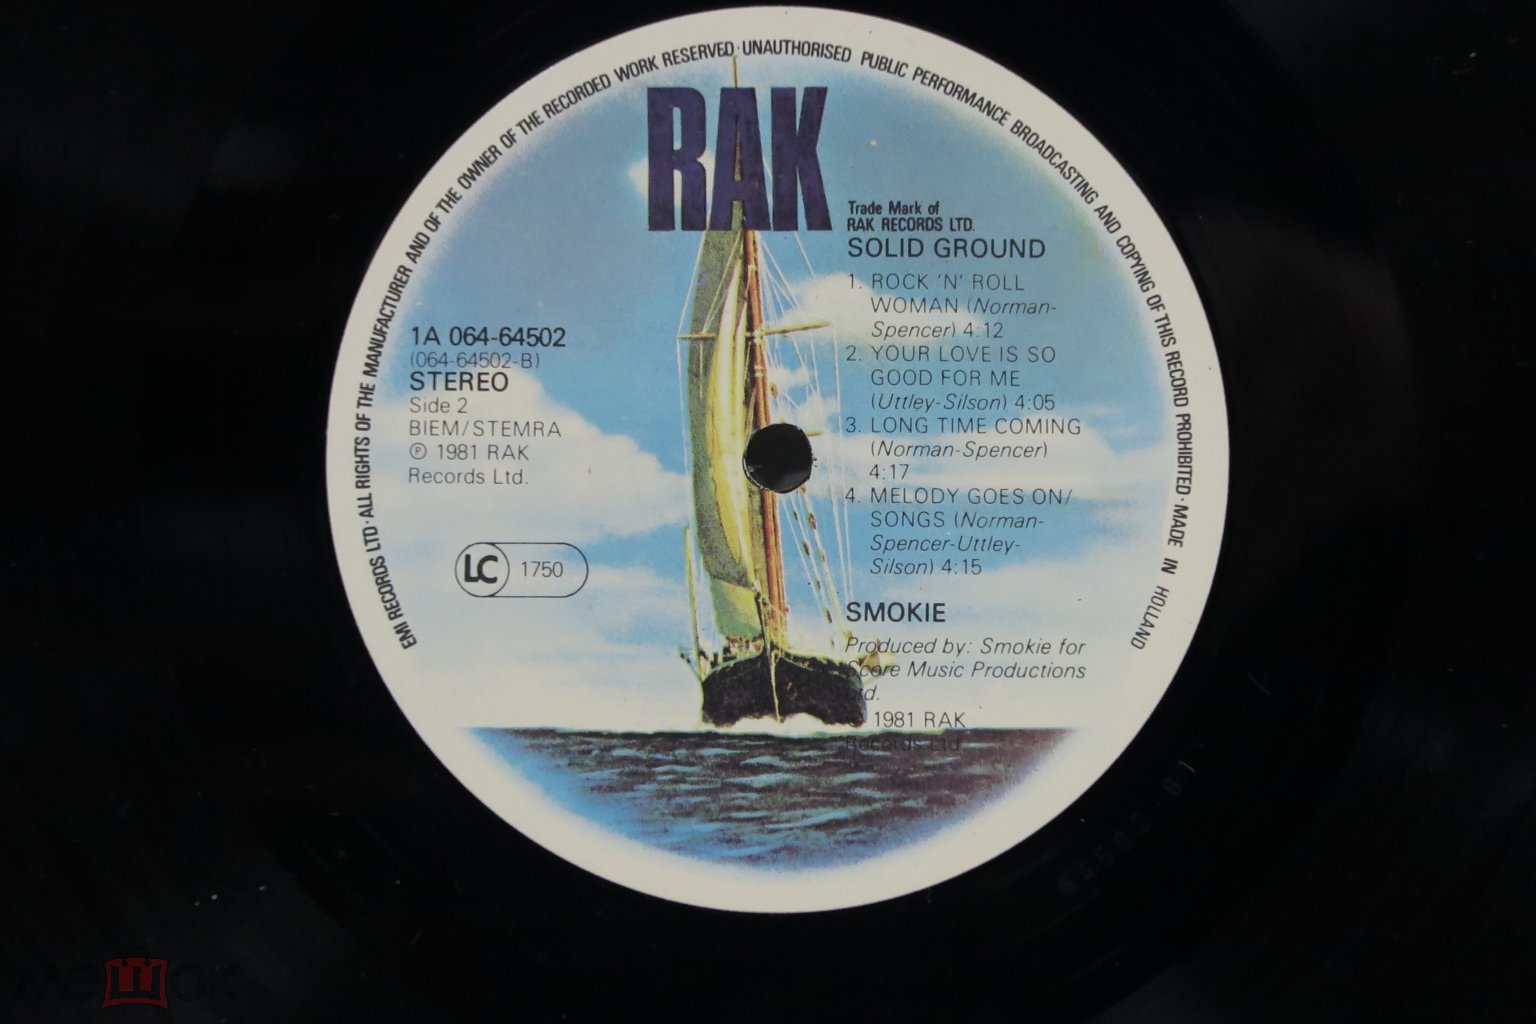 EMI RECORDS LTD · ALL RIGHTS OF THE MANUFACTURER AND OF THE OWNER OF THE RECORDED WORK RESERVED · UNAUTHORISED PUBLIC PERFORMANCE BROADCASTING AND COPYING OF THIS RECORD PROHIBITED · MADE IN HOLLAND
RAK
Trade Mark of
RAK RECORDS LTD.
SOLID GROUND
1. ROCK 'N' ROLL
WOMAN (Norman-
Spencer) 4:12
2. YOUR LOVE IS SO
GOOD FOR ME
(Uttley-Silson) 4:05
3. LONG TIME COMING
(Norman-Spencer)
4:17
4. MELODY GOES ON/
SONGS (Norman-
Spencer-Uttley-
Silson) 4:15
SMOKIE
Produced by: Smokie for
Score Music Productions
Ltd.
℗ 1981 RAK
Records Ltd.
1A 064-64502
(064-64502-B)
STEREO
Side 2
BIEM/STEMRA
℗ 1981 RAK
Records Ltd.
LC 1750